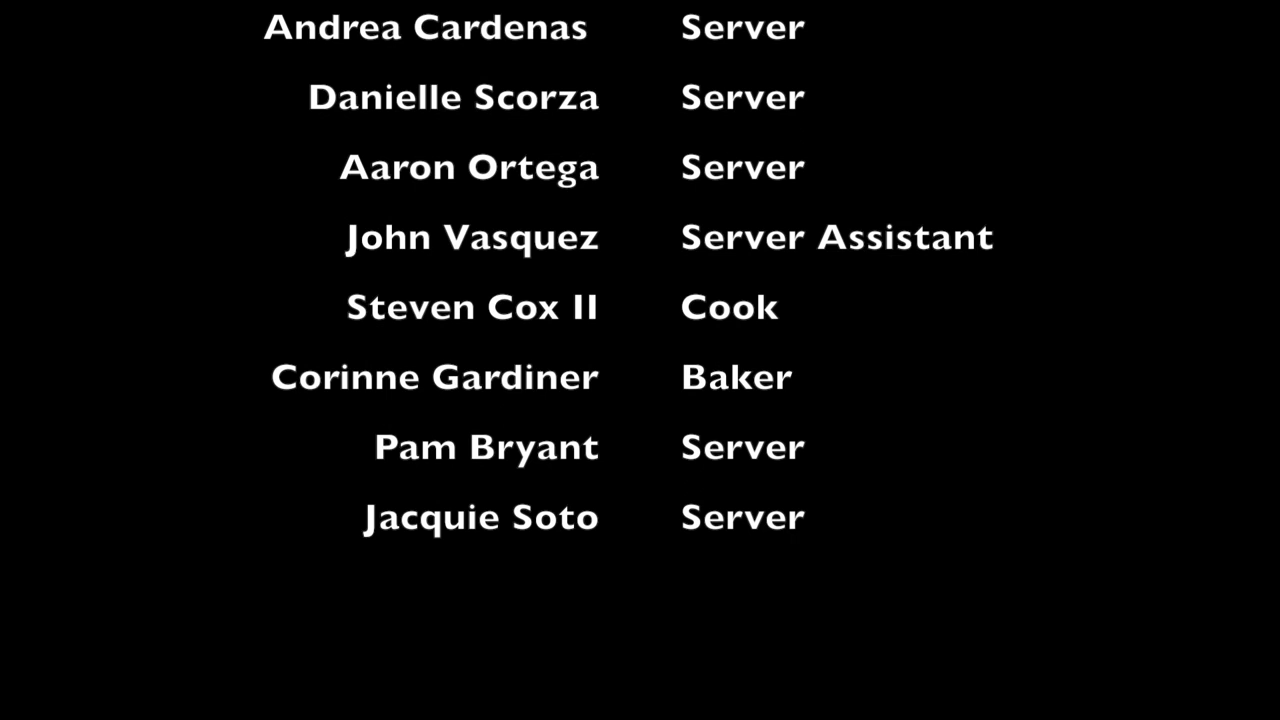 Andrea Cardenas Server
Danielle Scorza Server
Aaron Ortega Server
John Vasquez Server Assistant
Steven Cox II Cook
Corinne Gardiner Baker
Pam Bryant Server
Jacquie Soto Server